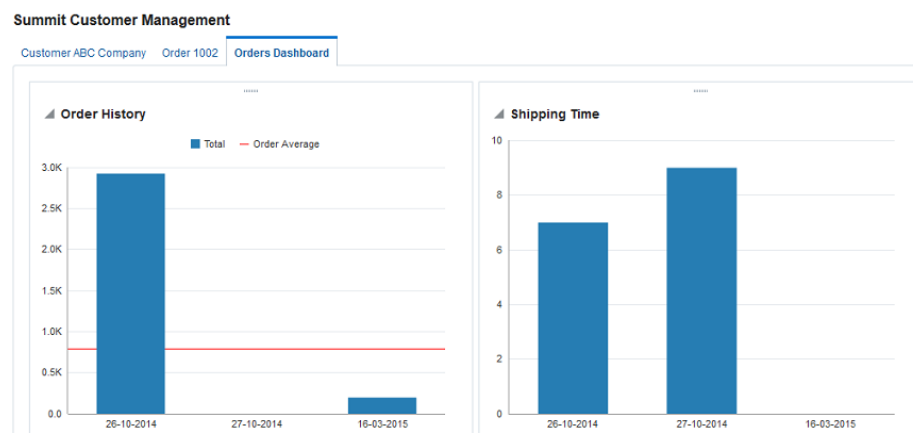 Summit Customer Management
Customer ABC Company Order 1002 Orders Dashboard
Order History
Total Order Average
3.0K
2.5K
2.0K
1.5K
1.0K
0.5K
0.0
26-10-2014 27-10-2014 16-03-2015
Shipping Time
10
8
6
4
2
0
26-10-2014 27-10-2014 16-03-2015